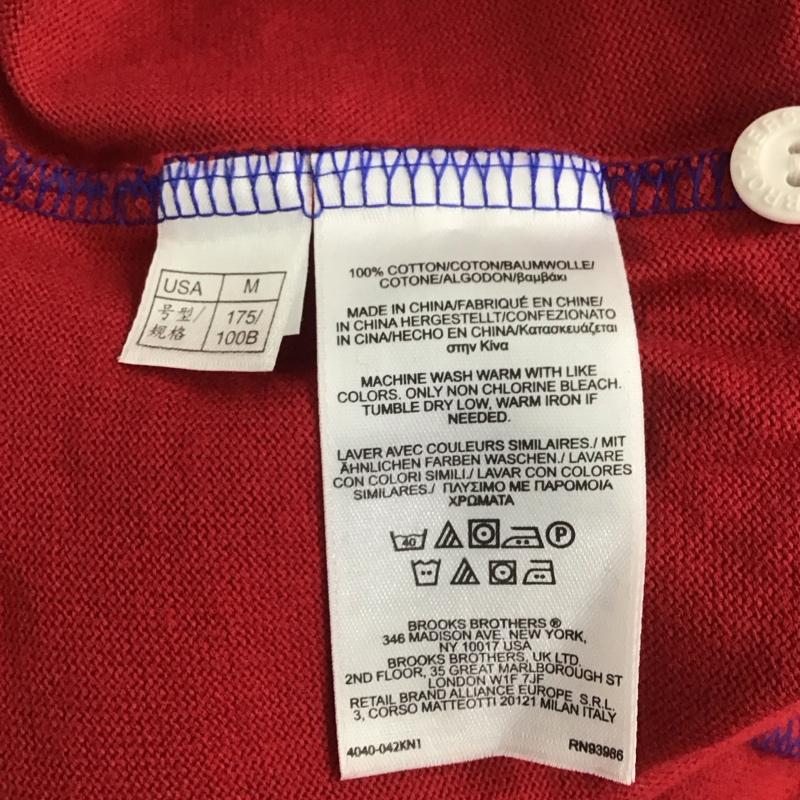 USA M
号型/ 175/
规格 100B
100% COTTON/COTON/BAUMWOLLE/
COTONE/ALGODON/βαμβάκι
MADE IN CHINA/FABRIQUÉ EN CHINE/
IN CHINA HERGESTELLT/CONFEZIONATO
IN CINA/HECHO EN CHINA/Κατασκευάζεται
στην Κίνα
MACHINE WASH WARM WITH LIKE
COLORS. ONLY NON CHLORINE BLEACH.
TUMBLE DRY LOW, WARM IRON IF
NEEDED.
LAVER AVEC COULEURS SIMILAIRES./ MIT
ÄHNLICHEN FARBEN WASCHEN./ LAVARE
CON COLORI SIMILI./ LAVAR CON COLORES
SIMILARES./ ΠΛΥΣΙΜΟ ΜΕ ΠΑΡΟΜΟΙΑ
ΧΡΩΜΑΤΑ
40 P
BROOKS BROTHERS ®
346 MADISON AVE. NEW YORK,
NY 10017 USA
BROOKS BROTHERS, UK LTD.
2ND FLOOR, 35 GREAT MARLBOROUGH ST
LONDON W1F 7JF
RETAIL BRAND ALLIANCE EUROPE S.R.L.
3, CORSO MATTEOTTI 20121 MILAN ITALY
4040-042KN1 RN93986